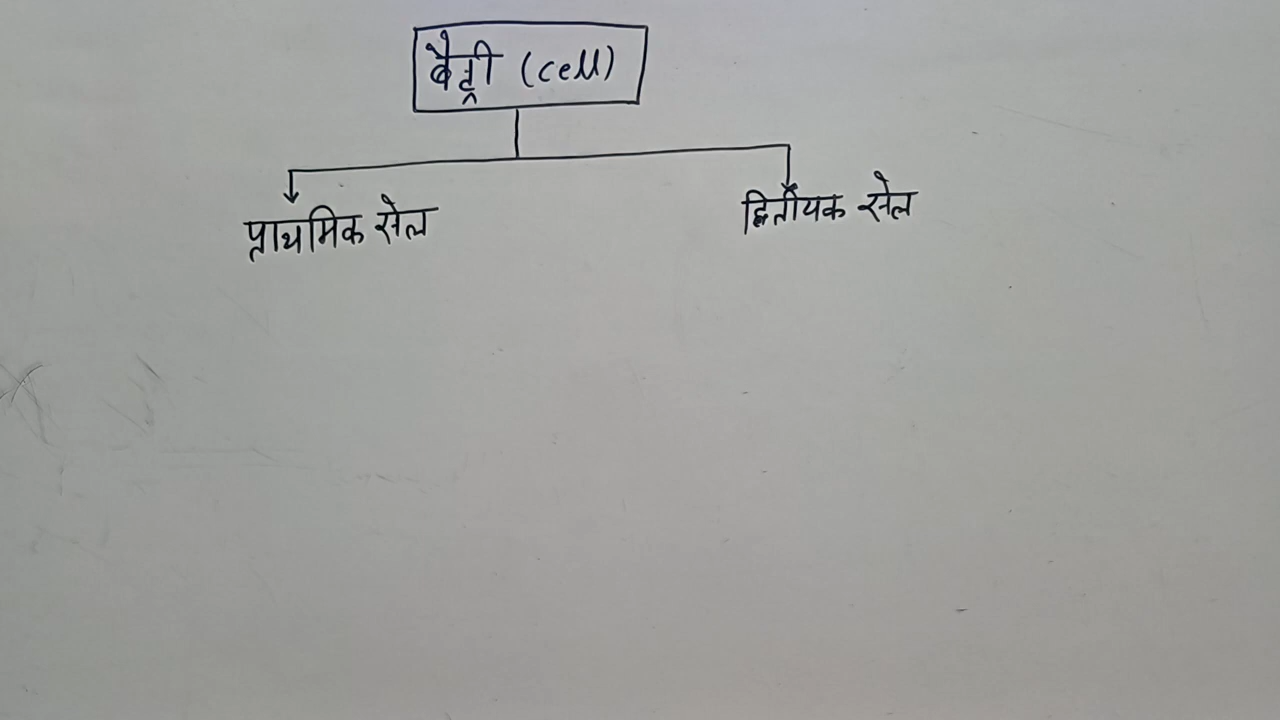 बैट्री (cell)
प्राथमिक सेल
द्वितीयक सेल